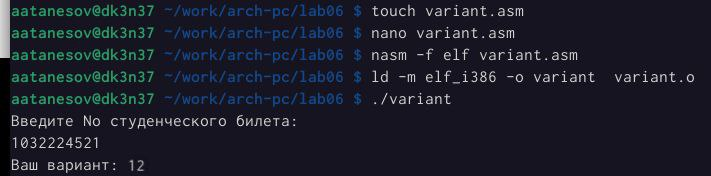 aatanesov@dk3n37 ~/work/arch-pc/lab06 $ touch variant.asm
aatanesov@dk3n37 ~/work/arch-pc/lab06 $ nano variant.asm
aatanesov@dk3n37 ~/work/arch-pc/lab06 $ nasm -f elf variant.asm
aatanesov@dk3n37 ~/work/arch-pc/lab06 $ ld -m elf_i386 -o variant  variant.o
aatanesov@dk3n37 ~/work/arch-pc/lab06 $ ./variant
Введите No студенческого билета:
1032224521
Ваш вариант: 12